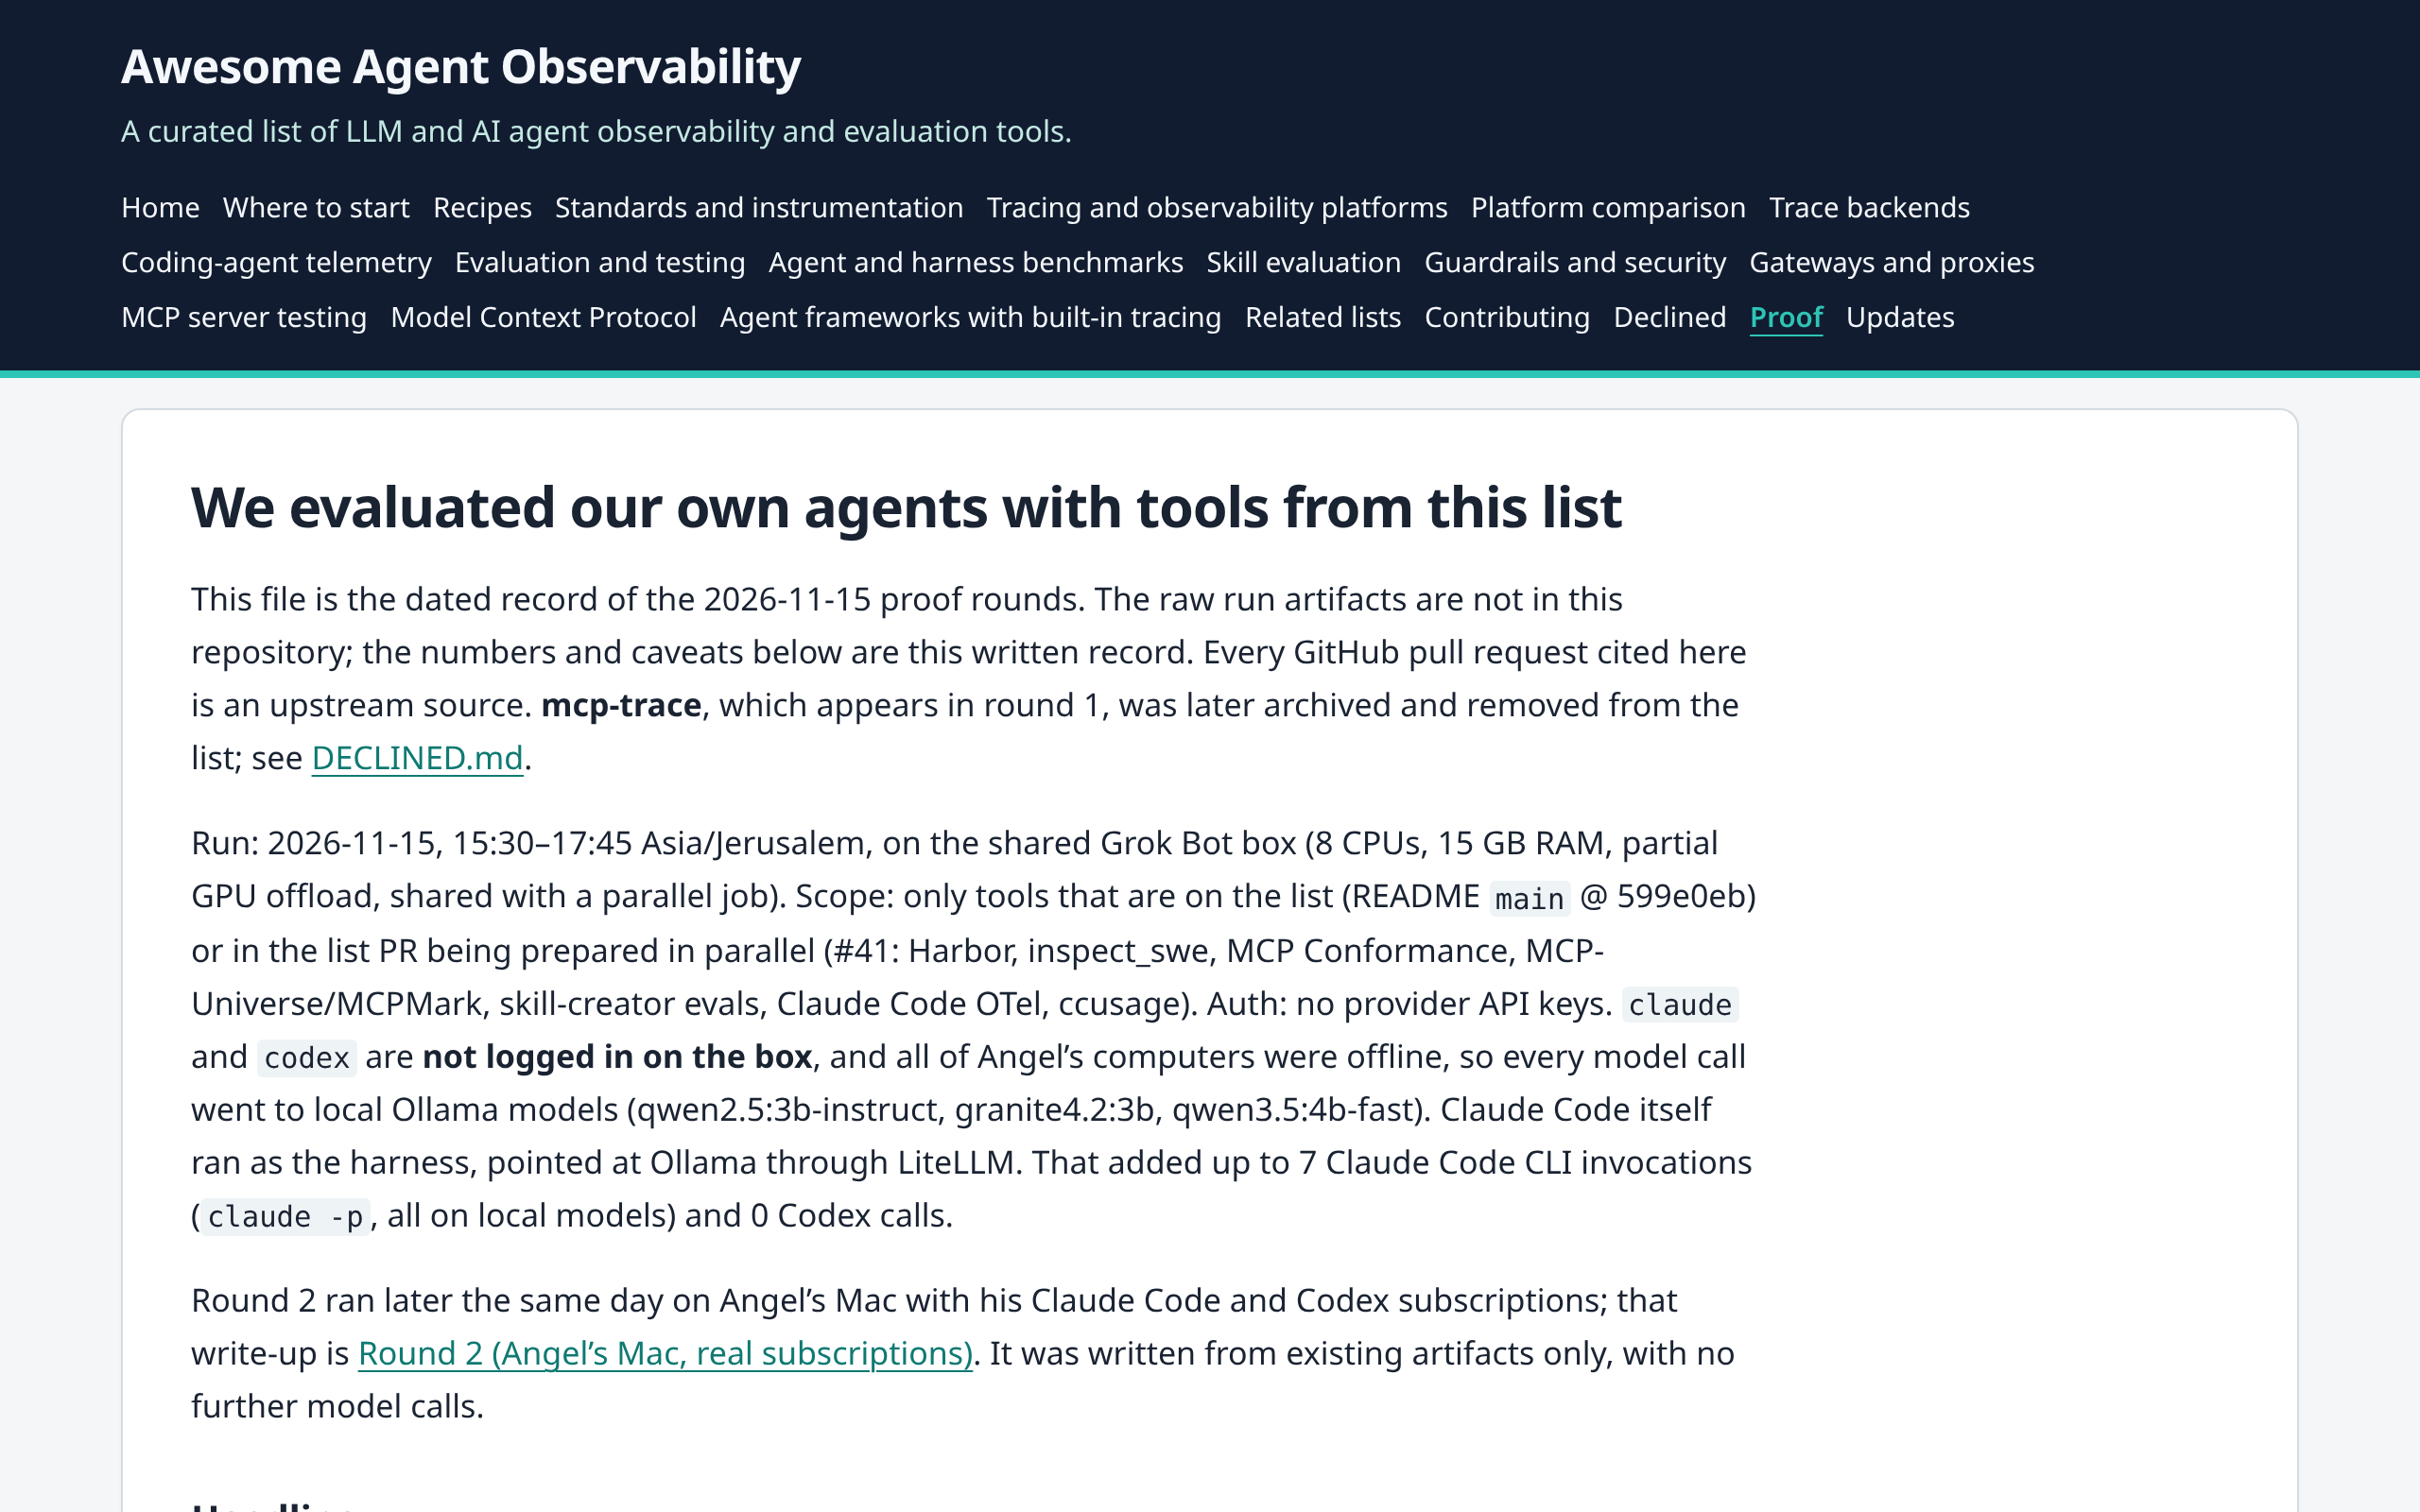 Awesome Agent Observability
A curated list of LLM and AI agent observability and evaluation tools.
Home Where to start Recipes Standards and instrumentation Tracing and observability platforms Platform comparison Trace backends
Coding-agent telemetry Evaluation and testing Agent and harness benchmarks Skill evaluation Guardrails and security Gateways and proxies
MCP server testing Model Context Protocol Agent frameworks with built-in tracing Related lists Contributing Declined Proof Updates
We evaluated our own agents with tools from this list
This file is the dated record of the 2026-11-15 proof rounds. The raw run artifacts are not in this
repository; the numbers and caveats below are this written record. Every GitHub pull request cited here
is an upstream source. mcp-trace, which appears in round 1, was later archived and removed from the
list; see DECLINED.md.
Run: 2026-11-15, 15:30–17:45 Asia/Jerusalem, on the shared Grok Bot box (8 CPUs, 15 GB RAM, partial
GPU offload, shared with a parallel job). Scope: only tools that are on the list (README main @ 599e0eb)
or in the list PR being prepared in parallel (#41: Harbor, inspect_swe, MCP Conformance, MCP-
Universe/MCPMark, skill-creator evals, Claude Code OTel, ccusage). Auth: no provider API keys. claude
and codex are not logged in on the box, and all of Angel’s computers were offline, so every model call
went to local Ollama models (qwen2.5:3b-instruct, granite4.2:3b, qwen3.5:4b-fast). Claude Code itself
ran as the harness, pointed at Ollama through LiteLLM. That added up to 7 Claude Code CLI invocations
(claude -p, all on local models) and 0 Codex calls.
Round 2 ran later the same day on Angel’s Mac with his Claude Code and Codex subscriptions; that
write-up is Round 2 (Angel’s Mac, real subscriptions). It was written from existing artifacts only, with no
further model calls.